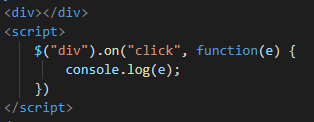 <div></div>
<script>
    $("div").on("click", function(e) {
        console.log(e);
    })
</script>